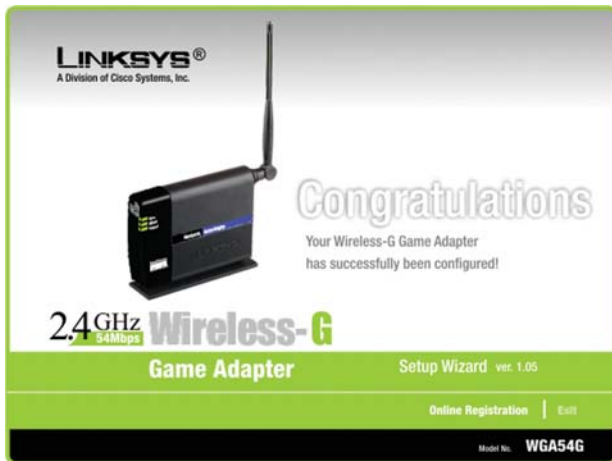 LINKSYS®
A Division of Cisco Systems, Inc.
Congratulations
Your Wireless-G Game Adapter
has successfully been configured!
2.4GHz
54Mbps
Wireless-G
Game Adapter
Setup Wizard ver. 1.05
Online Registration | Exit
Model No. WGA54G